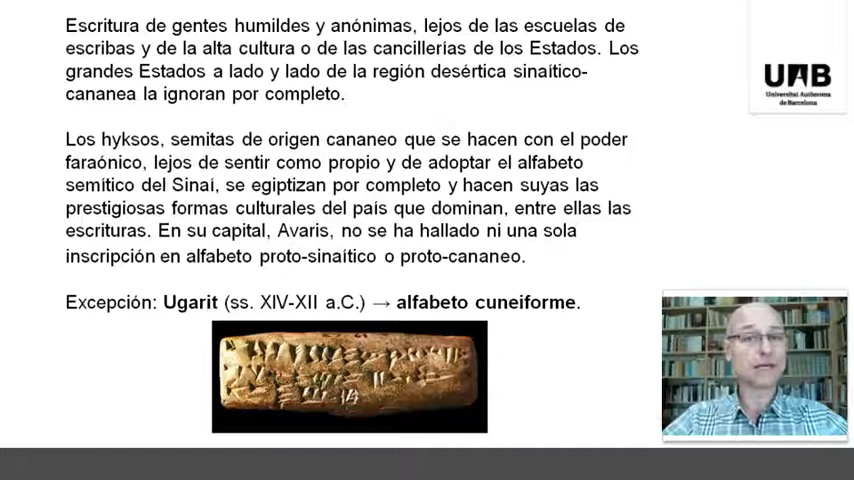 Escritura de gentes humildes y anónimas, lejos de las escuelas de
escribas y de la alta cultura o de las cancillerías de los Estados. Los
grandes Estados a lado y lado de la región desértica sinaítico-
cananea la ignoran por completo.
Los hyksos, semitas de origen cananeo que se hacen con el poder
faraónico, lejos de sentir como propio y de adoptar el alfabeto
semítico del Sinaí, se egiptizan por completo y hacen suyas las
prestigiosas formas culturales del país que dominan, entre ellas las
escrituras. En su capital, Avaris, no se ha hallado ni una sola
inscripción en alfabeto proto-sinaítico o proto-cananeo.
Excepción: Ugarit (ss. XIV-XII a.C.) → alfabeto cuneiforme.
UAB
Universitat Autònoma
de Barcelona